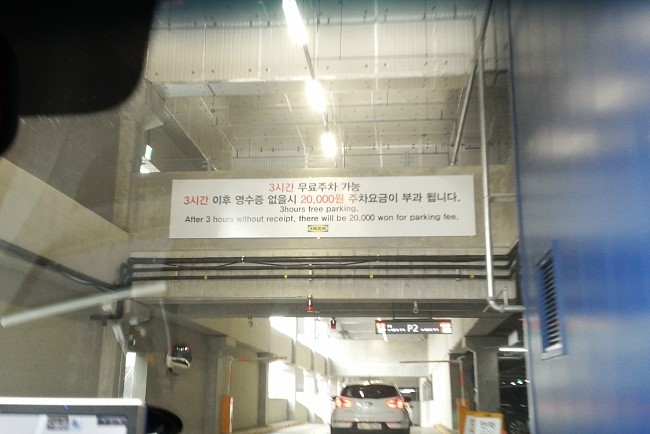 3시간 무료주차 가능
3시간 이후 영수증 없을시 20,000원 주차요금이 부과 됩니다.
3hours free parking.
After 3 hours without receipt, there will be 20,000 won for parking fee.
IKEA
P2